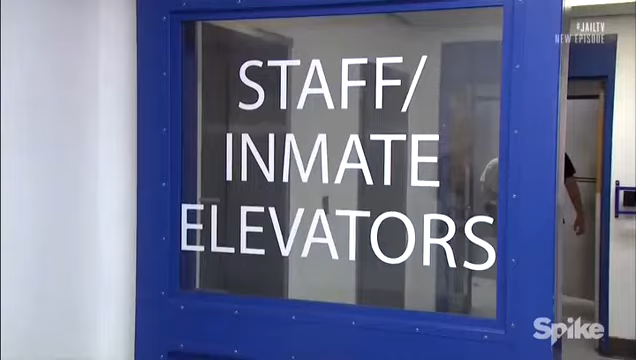 #JAILTV
NEW EPISODE
STAFF/
INMATE
ELEVATORS
Spike